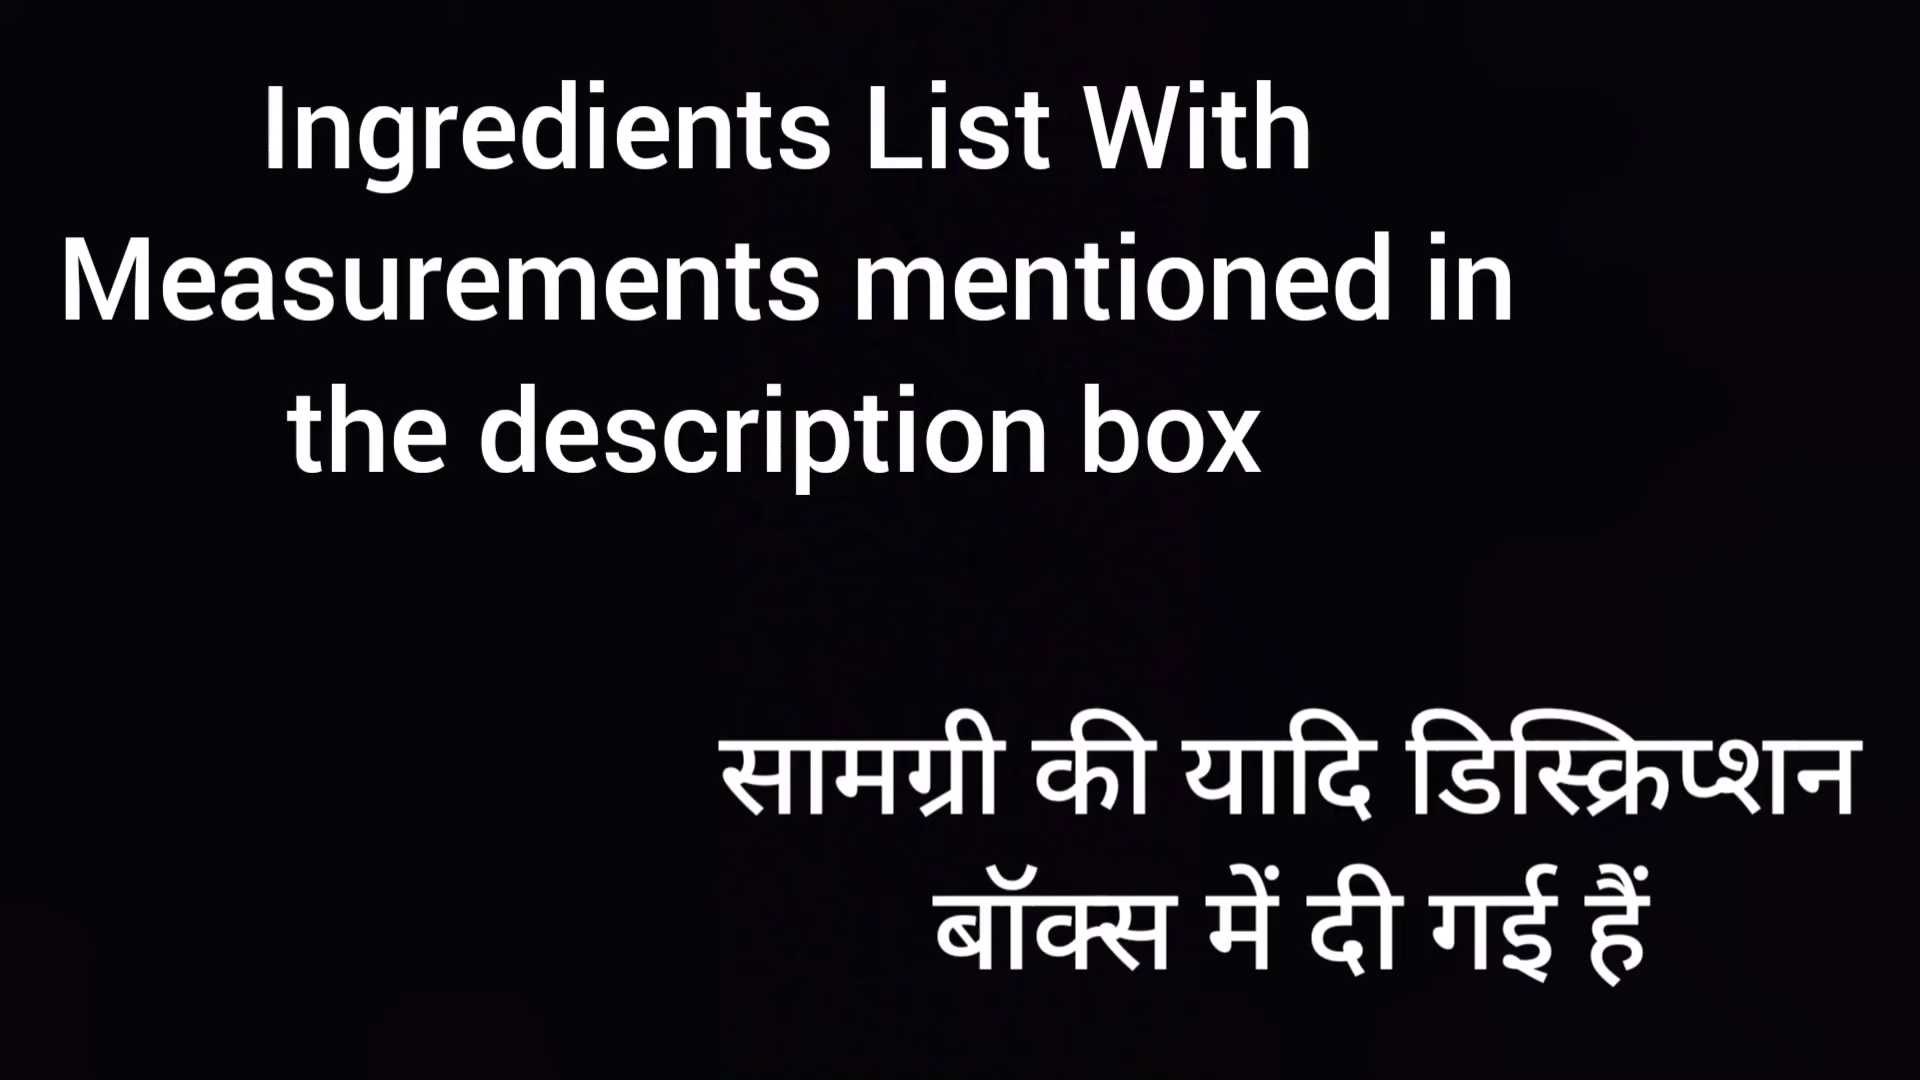 Ingredients List With
Measurements mentioned in
the description box
सामग्री की यादि डिस्क्रिप्शन
बॉक्स में दी गई हैं